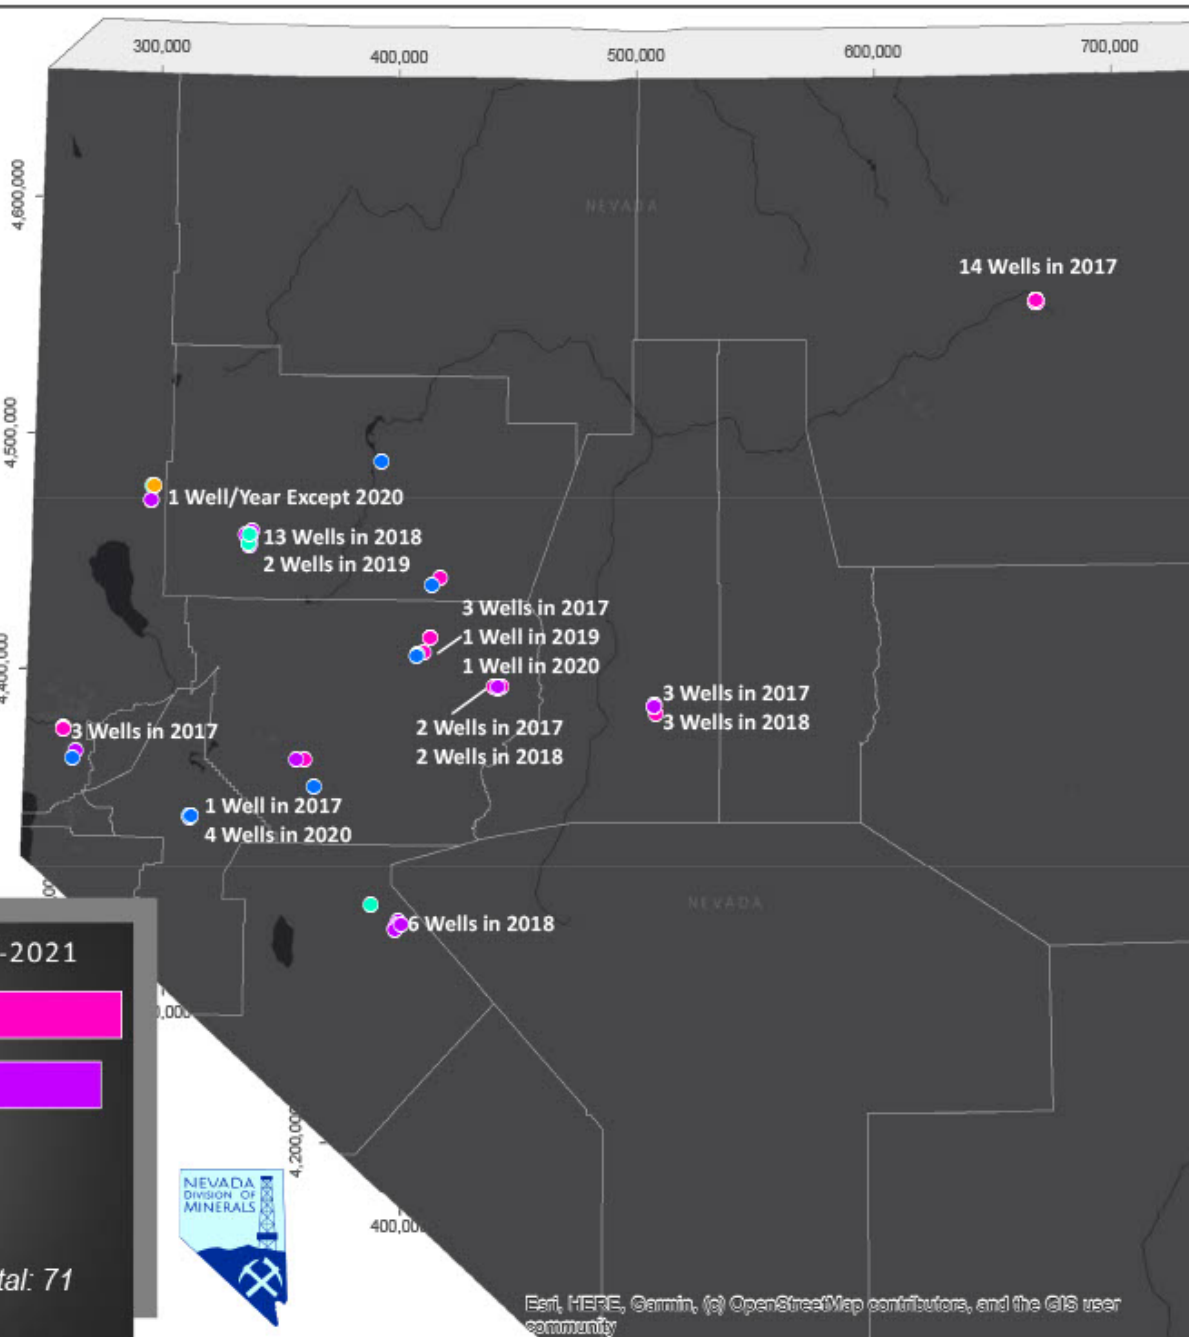 300,000
400,000
500,000
600,000
700,000
4,600,000
NEVADA
14 Wells in 2017
4,500,000
1 Well/Year Except 2020
13 Wells in 2018
2 Wells in 2019
3 Wells in 2017
1 Well in 2019
1 Well in 2020
3 Wells in 2017
3 Wells in 2018
2 Wells in 2017
2 Wells in 2018
3 Wells in 2017
1 Well in 2017
4 Wells in 2020
NEVADA
6 Wells in 2018
-2021
0,000
4,200,000
NEVADA
DIVISION OF
MINERALS
400,000
tal: 71
Esri, HERE, Garmin, (c) OpenStreetMap contributors, and the GIS user
community